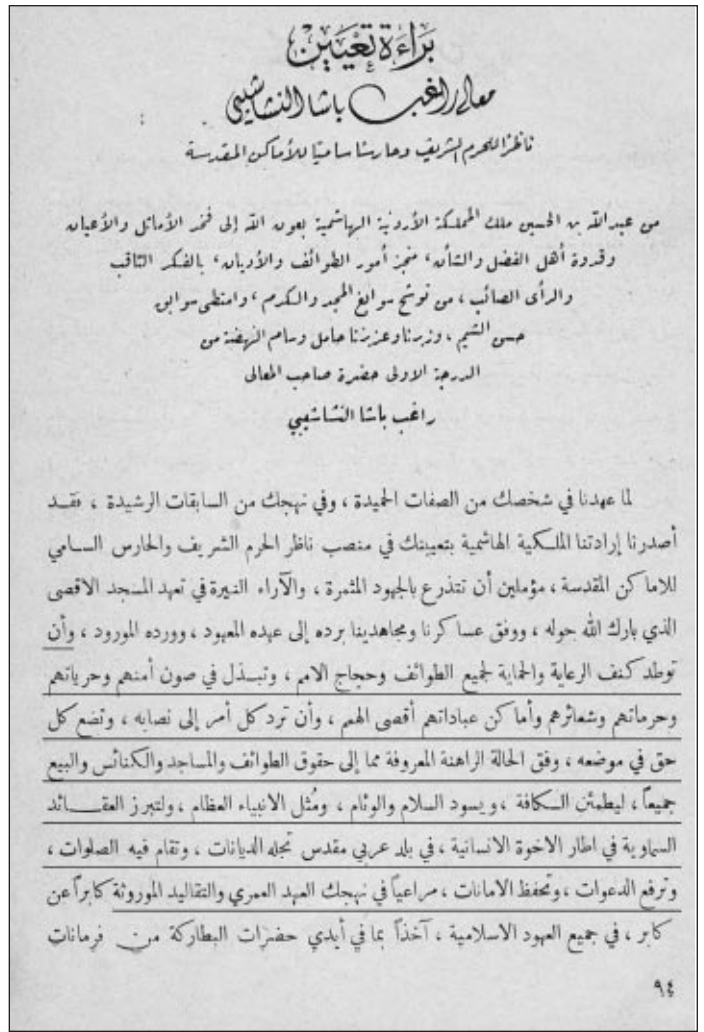 براءة تعيين
معالي راغب باشا النشاشيبي
ناظرًا للحرم الشريف وحارسًا ساميًا للأماكن المقدسة
من عبد الله بن الحسين ملك المملكة الأردنية الهاشمية بعون الله إلى فخر الأماثل والأعيان
وقدوة أهل الفضل والشأن، منجز أمور الطوائف والأديان، بالفكر الثاقب
والرأى الصائب، من توشح سوابغ المجد والكرم، وامتطى سوابق
حسن الشيم، وزيرنا وعزيزنا حامل وسام النهضة من
الدرجة الاولى حضرة صاحب المعالى
راغب باشا النشاشيبي
لما عهدنا في شخصك من الصفات الحميدة ، وفي نهجك من السابقات الرشيدة ، فقد
أصدرنا إرادتنا الملكية الهاشمية بتعيينك في منصب ناظر الحرم الشريف والحارس السامي
للاماكن المقدسة ، مؤملين أن تتذرع بالجهود المثمرة ، والآراء النيرة في تعهد المسجد الاقصى
الذي بارك الله حوله ، ووفق عساكرنا ومجاهدينا برده إلى عهده المعهود ، وورده المورود ، وأن
توطد كنف الرعاية والحماية لجميع الطوائف وحجاج الامم ، وتبذل في صون أمنهم وحرياتهم
وحرماتهم وشعائرهم وأماكن عباداتهم أقصى الهمم ، وأن ترد كل أمر إلى نصابه ، وتضع كل
حق في موضعه ، وفق الحالة الراهنة المعروفة مما إلى حقوق الطوائف والمساجد والكنائس والبيع
جميعاً ، ليطمئن الكافة ، ويسود السلام والوئام ، ومُثل الانبياء العظام ، ولتبرز العقائد
السماوية في اطار الاخوة الانسانية ، في بلد عربي مقدس تجله الديانات ، وتقام فيه الصلوات ،
وترفع الدعوات ، وتحفظ الامانات ، مراعياً في نهجك العهد العمري والتقاليد الموروثة كابراً عن
كابر ، في جميع العهود الاسلامية ، آخذاً بما في أيدي حضرات البطاركة من فرمانات
٩٤